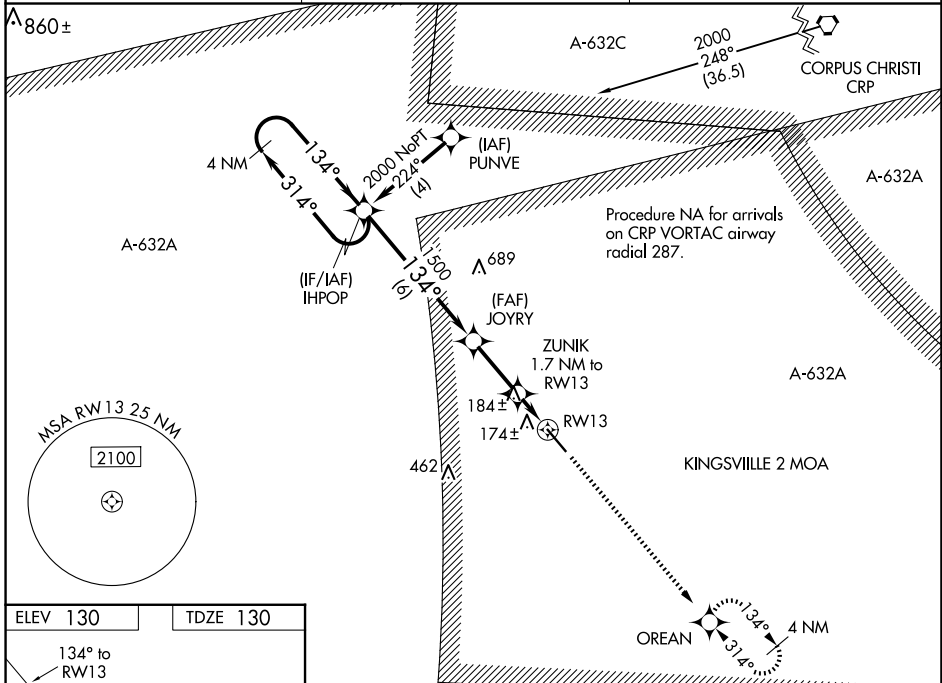 860±
A-632C
2000
248°
(36.5)
CORPUS CHRISTI
CRP
4 NM
134°
314°
2000 NoPT
224°
(4)
(IAF)
PUNVE
A-632A
A-632A
Procedure NA for arrivals
on CRP VORTAC airway
radial 287.
(IF/IAF)
IHPOP
1500
134°
(6)
689
(FAF)
JOYRY
ZUNIK
1.7 NM to
RW13
A-632A
184±
174±
RW13
MSA RW13 25 NM
2100
462
KINGSVILLE 2 MOA
ELEV 130
TDZE 130
134° to
RW13
OREAN
134°
314°
4 NM